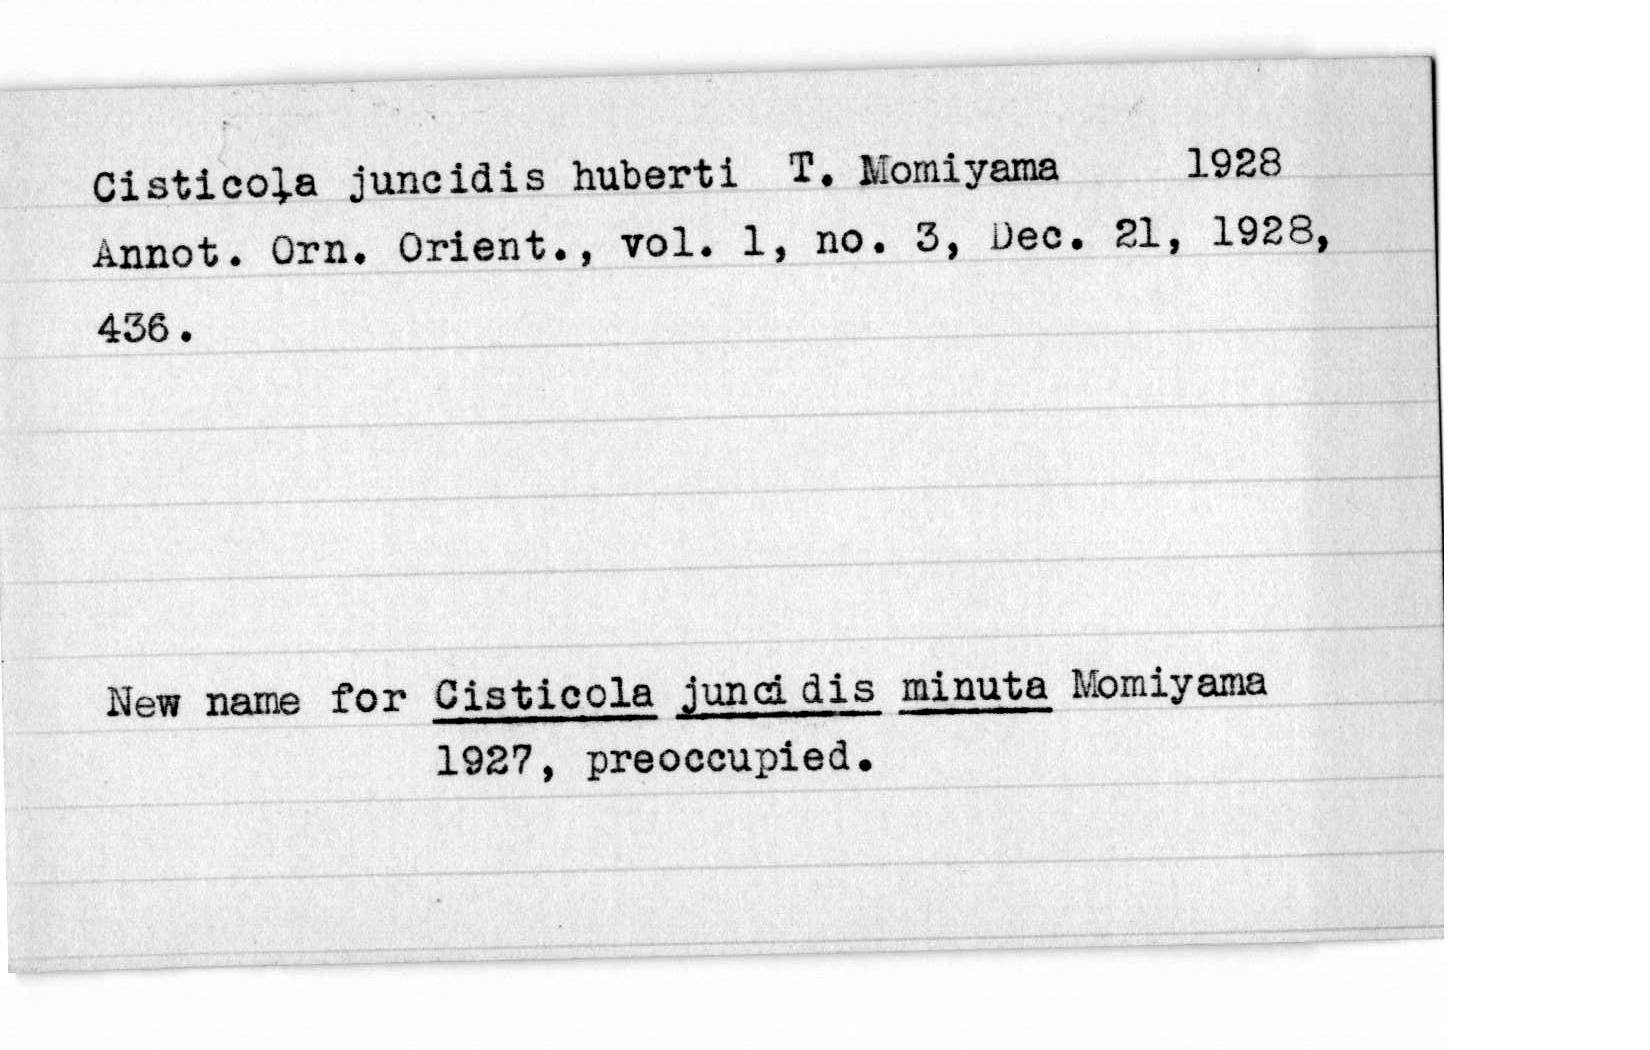 Cisticola juncidis huberti T. Momiyama 1928
Annot. Orn. Orient., vol. 1, no. 3, Dec. 21, 1928,
436.
New name for Cisticola juncidis minuta Momiyama
1927, preoccupied.